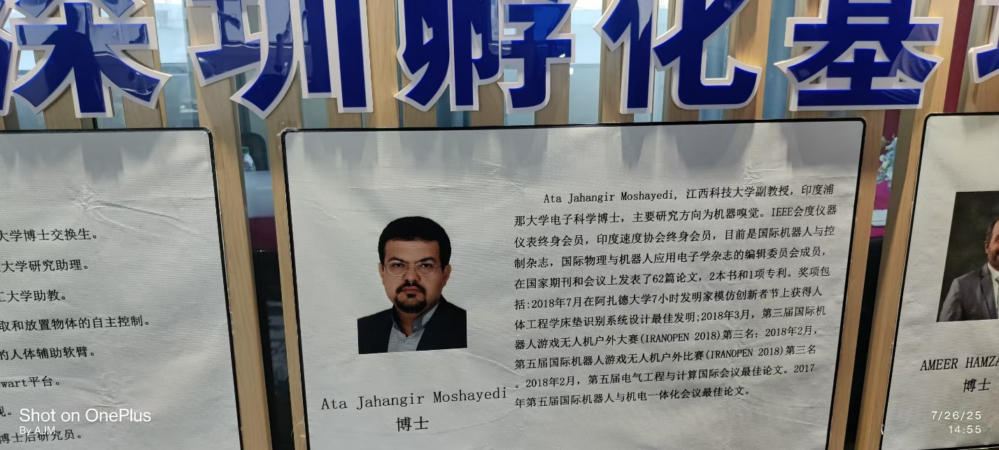 深圳孵化基
大学博士交换生。
大学研究助理。
工大学助教。
取和放置物体的自主控制。
的人体辅助软臂。
wart平台。
博士后研究员。
Ata Jahangir Moshayedi, 江西科技大学副教授，印度浦
那大学电子科学博士，主要研究方向为机器嗅觉。IEEE会度仪器
仪表终身会员，印度速度协会终身会员，目前是国际机器人与控
制杂志，国际物理与机器人应用电子学杂志的编辑委员会成员，
在国家期刊和会议上发表了62篇论文，2本书和1项专利。奖项包
括:2018年7月在阿扎德大学7小时发明家模仿创新者节上获得人
体工程学床垫识别系统设计最佳发明;2018年3月，第三届国际机
器人游戏无人机户外大赛(IRANOPEN 2018)第三名；2018年2月，
第五届国际机器人游戏无人机户外比赛(IRANOPEN 2018)第三名
。2018年2月，第五届电气工程与计算国际会议最佳论文。2017
年第五届国际机器人与机电一体化会议最佳论文。
Ata Jahangir Moshayedi
博士
AMEER HAMZA
博士
Shot on OnePlus
By AJM
7/26/25
14:55